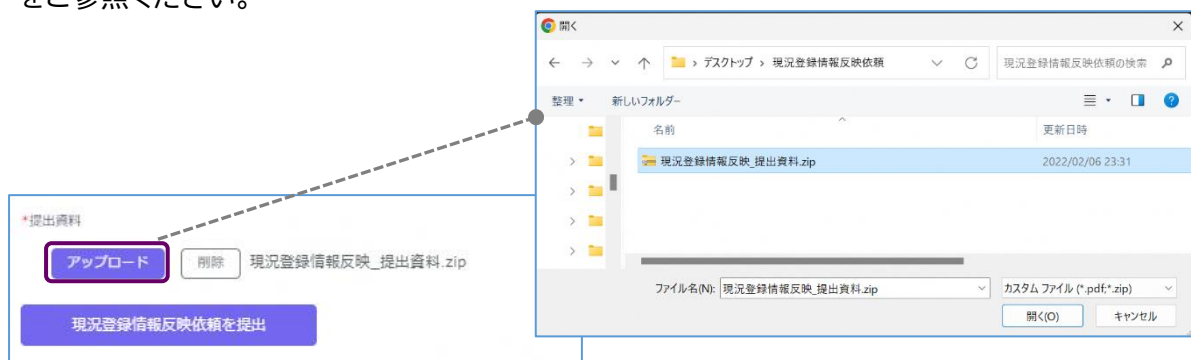 をご参照ください。
開く
デスクトップ › 現況登録情報反映依頼
現況登録情報反映依頼の検索
整理
新しいフォルダー
名前
更新日時
現況登録情報反映_提出資料.zip
2022/02/06 23:31
ファイル名(N):
現況登録情報反映_提出資料.zip
カスタム ファイル (*.pdf;*.zip)
開く(O)
キャンセル
*提出資料
アップロード
削除
現況登録情報反映_提出資料.zip
現況登録情報反映依頼を提出